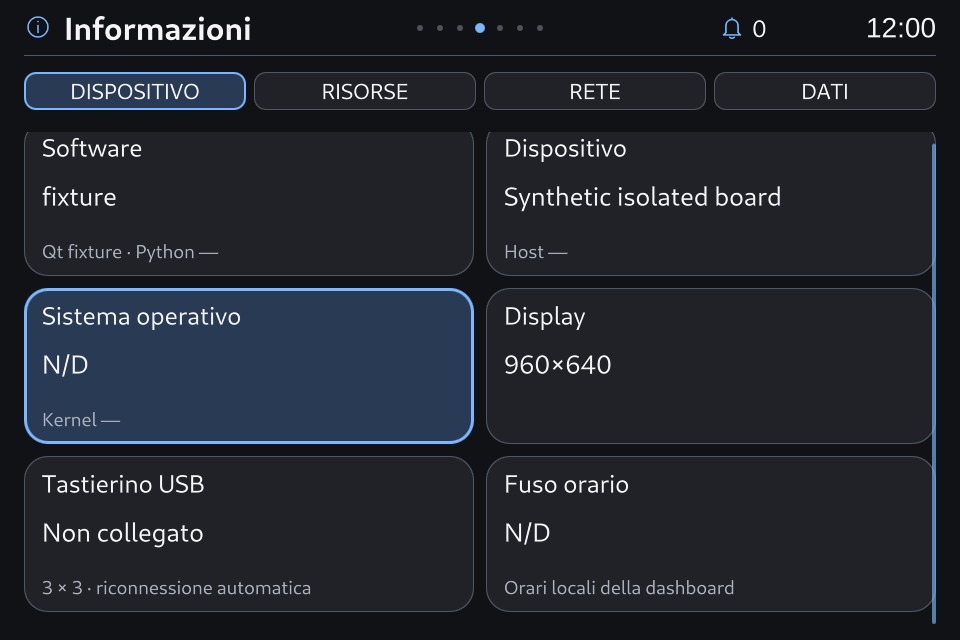 Informazioni
0
12:00
DISPOSITIVO
RISORSE
RETE
DATI
Software
fixture
Qt fixture · Python —
Dispositivo
Synthetic isolated board
Host —
Sistema operativo
N/D
Kernel —
Display
960×640
Tastierino USB
Non collegato
3 × 3 · riconnessione automatica
Fuso orario
N/D
Orari locali della dashboard